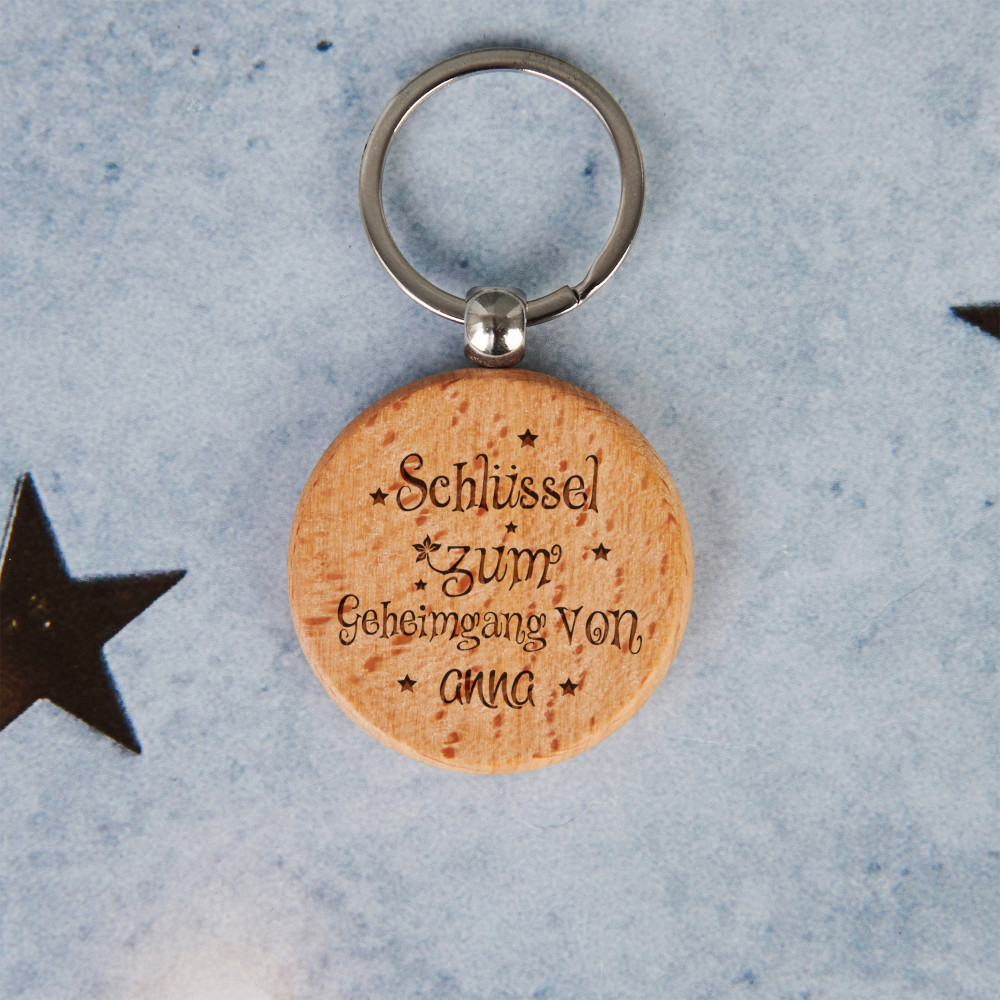 Schlüssel
zum
Geheimgang von
anna